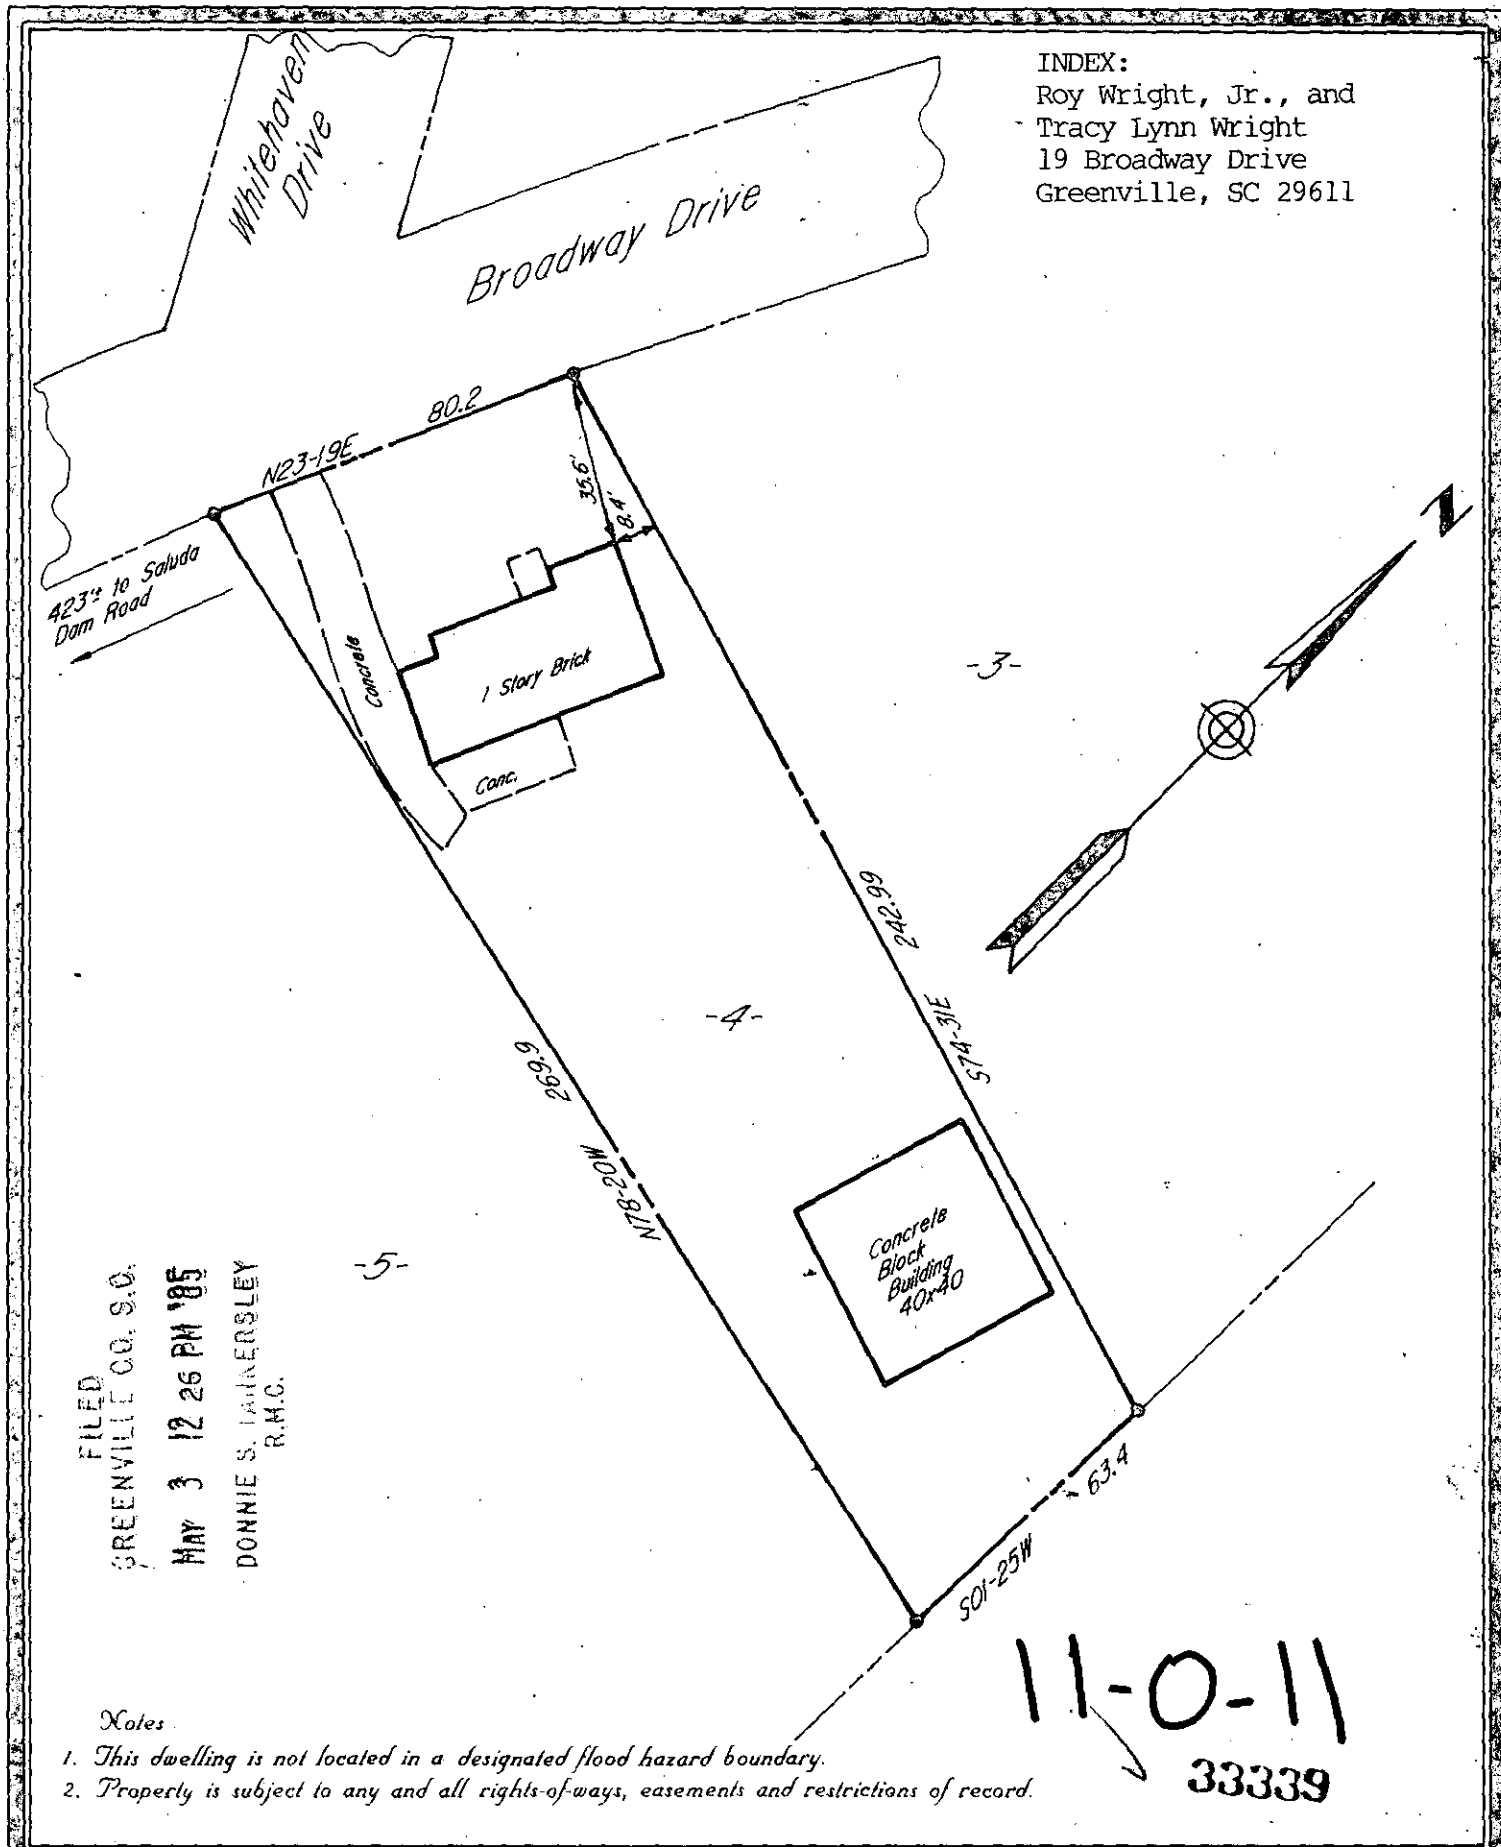 INDEX:
Roy Wright, Jr., and
Tracy Lynn Wright
19 Broadway Drive
Greenville, SC 29611
Whitehaven
Drive
Broadway Drive
N23-19E
80.2
35.6'
8.4'
423'± to Saluda
Dam Road
Concrete
1 Story Brick
Conc.
N
-3-
242.99
S74-31E
-4-
269.9
N78-20W
-5-
Concrete
Block
Building
40x40
63.4
S01-25W
FILED
GREENVILLE CO. S.C.
MAY 3 12 26 PM '85
DONNIE S. TANKERSLEY
R.M.C.
11-O-11
33339
Notes
1. This dwelling is not located in a designated flood hazard boundary.
2. Property is subject to any and all rights-of-ways, easements and restrictions of record.